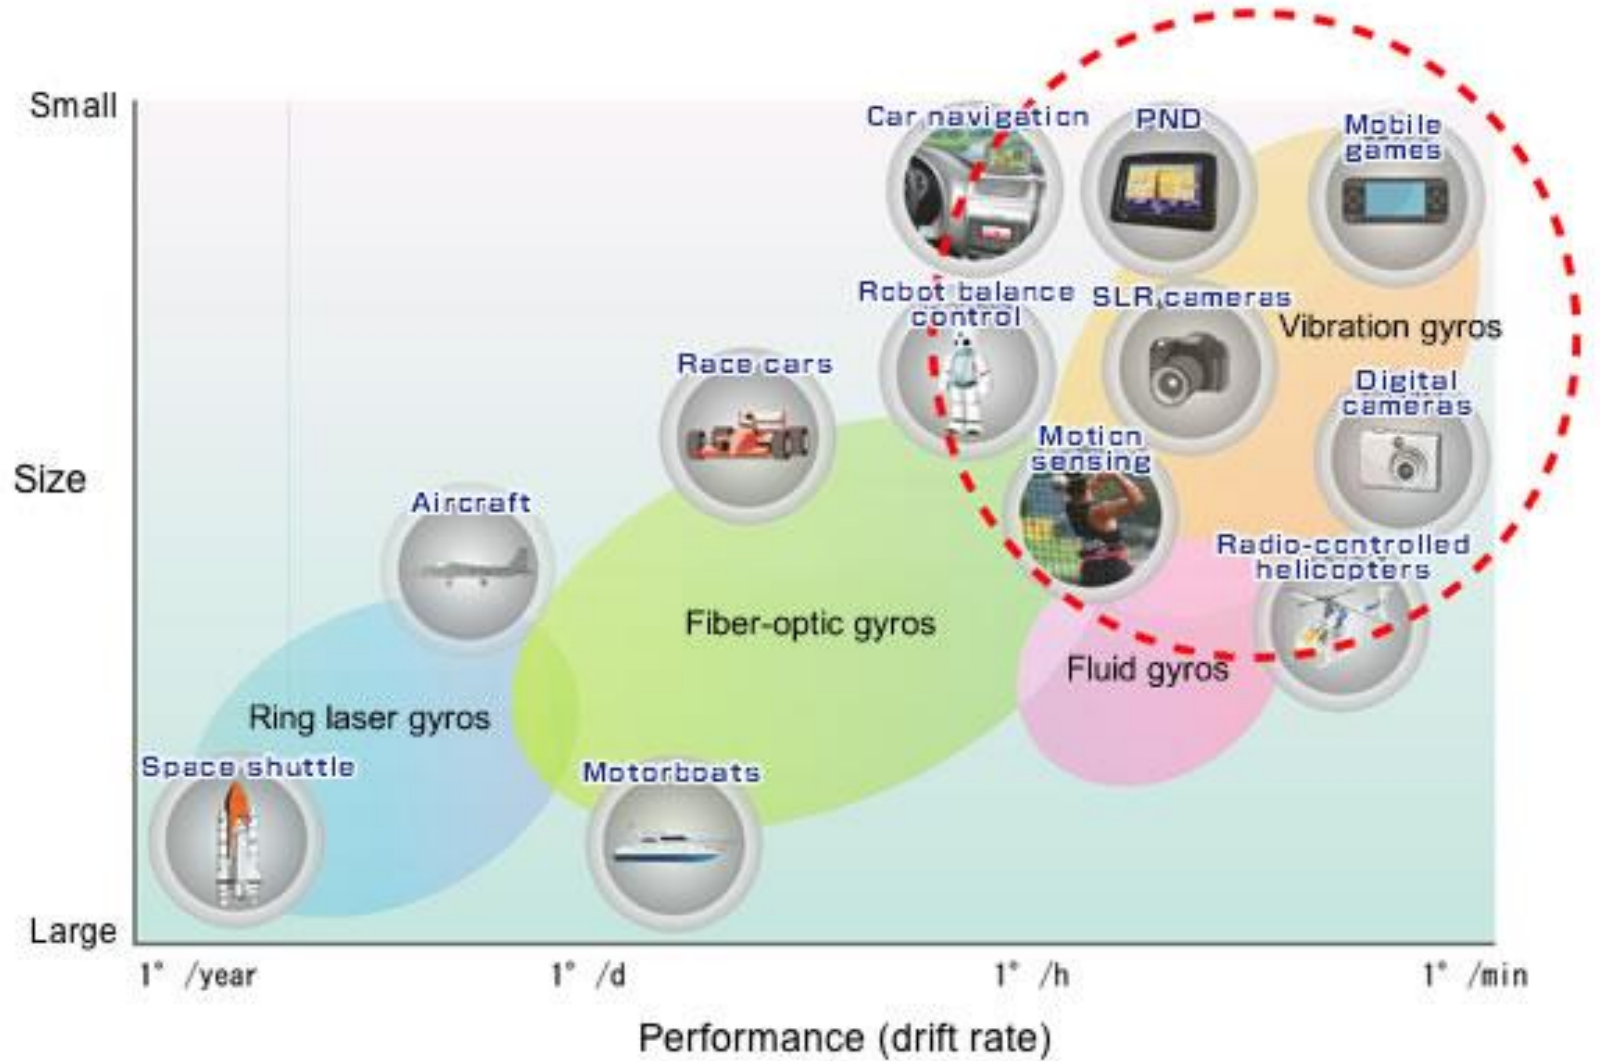 Small
Car navigation
PND
Mobile
games
Robot balance
control
SLR cameras
Vibration gyros
Race cars
Digital
cameras
Motion
sensing
Size
Aircraft
Radio-controlled
helicopters
Fiber-optic gyros
Fluid gyros
Ring laser gyros
Space shuttle
Motorboats
Large
1° /year
1° /d
1° /h
1° /min
Performance (drift rate)